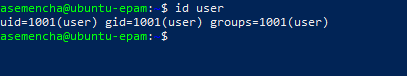 asemencha@ubuntu-epam: $ id user
uid=1001(user) gid=1001(user) groups=1001(user)
asemencha@ubuntu-epam: $